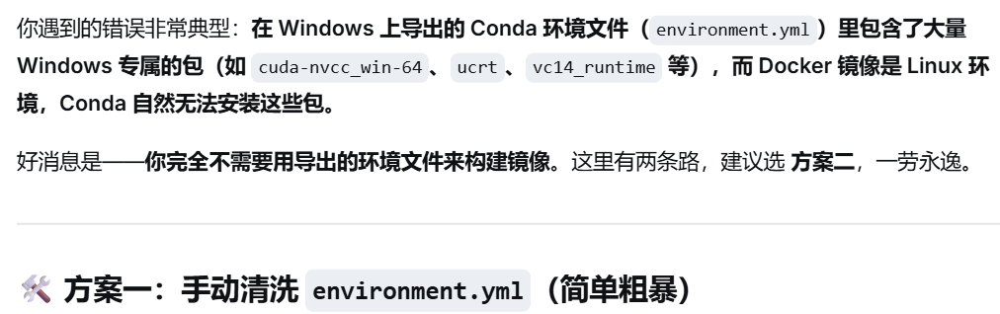 你遇到的错误非常典型：在 Windows 上导出的 Conda 环境文件（environment.yml）里包含了大量
Windows 专属的包（如 cuda-nvcc_win-64、ucrt、vc14_runtime 等），而 Docker 镜像是 Linux 环
境，Conda 自然无法安装这些包。
好消息是——你完全不需要用导出的环境文件来构建镜像。这里有两条路，建议选 方案二，一劳永逸。
🛠️ 方案一：手动清洗 environment.yml（简单粗暴）